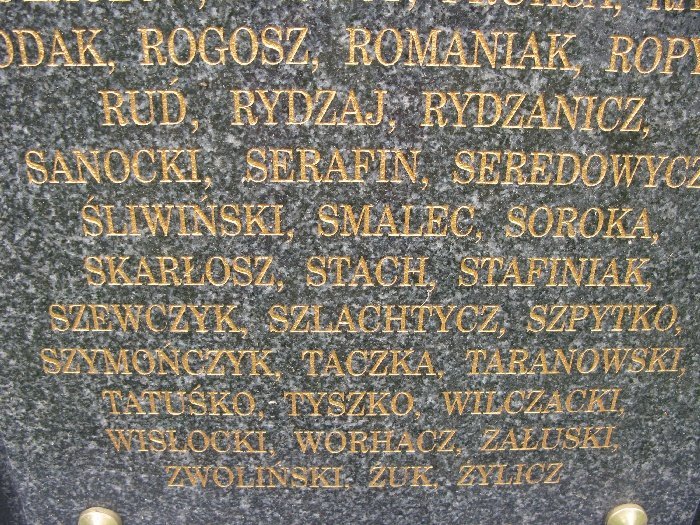 ODAK, ROGOSZ, ROMANIAK, ROPY
RUD́, RYDZAJ, RYDZANICZ,
SANOCKI, SERAFIN, SEREDOWYCZ
ŚLIWIŃSKI, SMALEC, SOROKA,
SKARŁOSZ, STACH, STAFINIAK,
SZEWCZYK, SZLACHTYCZ, SZPYTKO,
SZYMOŃCZYK, TACZKA, TARANOWSKI,
TATUŚKO, TYSZKO, WILCZACKI,
WISŁOCKI, WORHACZ, ZAŁUSKI,
ZWOLIŃSKI, ŻUK, ŻYLICZ